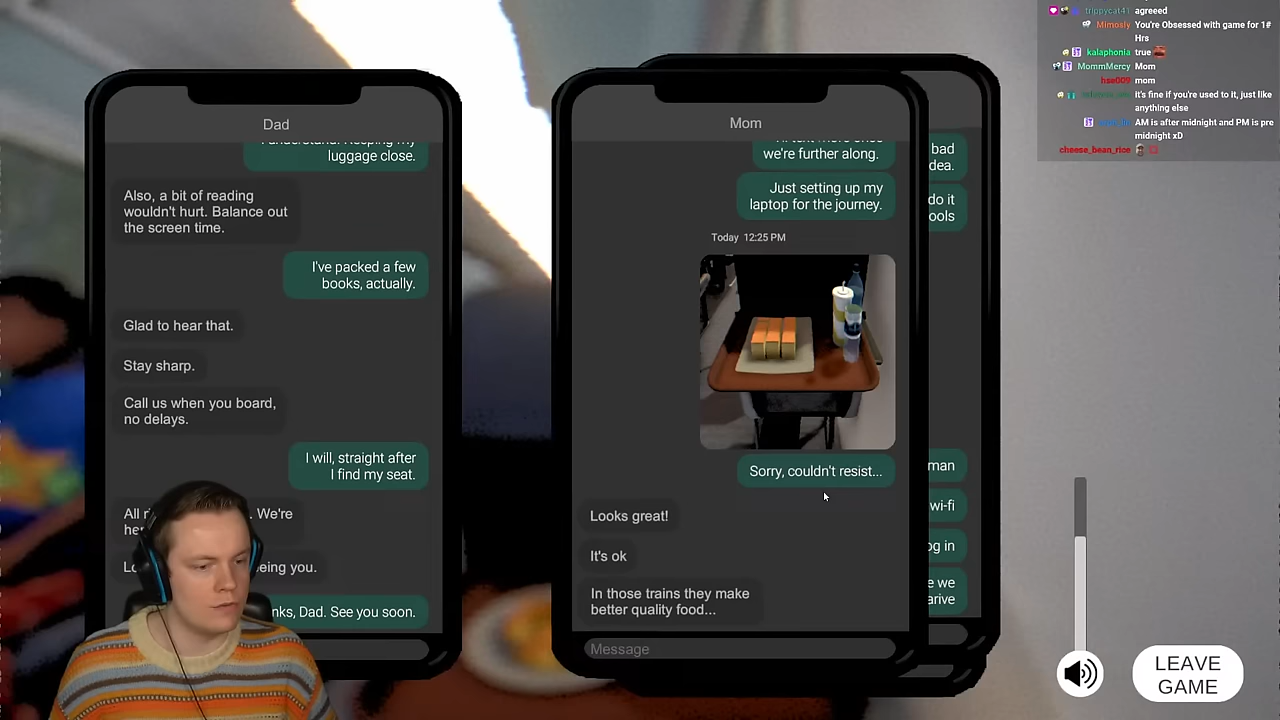 Dad
luggage close.
Also, a bit of reading
wouldn't hurt. Balance out
the screen time.
I've packed a few
books, actually.
Glad to hear that.
Stay sharp.
Call us when you board,
no delays.
I will, straight after
I find my seat.
We're
eing you.
nks, Dad. See you soon.
Mom
we're further along.
Just setting up my
laptop for the journey.
Today 12:25 PM
Sorry, couldn't resist...
Looks great!
It's ok
In those trains they make
better quality food...
Message
bad
dea.
do it
ools
man
wi-fi
og in
e we
arive
trippycat41 agreeed
Mimosly You're Obsessed with game for 1#
Hrs
kalaphonia true
MommMercy Mom
hse009 mom
It's fine if you're used to it, just like
anything else
AM is after midnight and PM is pre
midnight xD
cheese_bean_rice
LEAVE
GAME